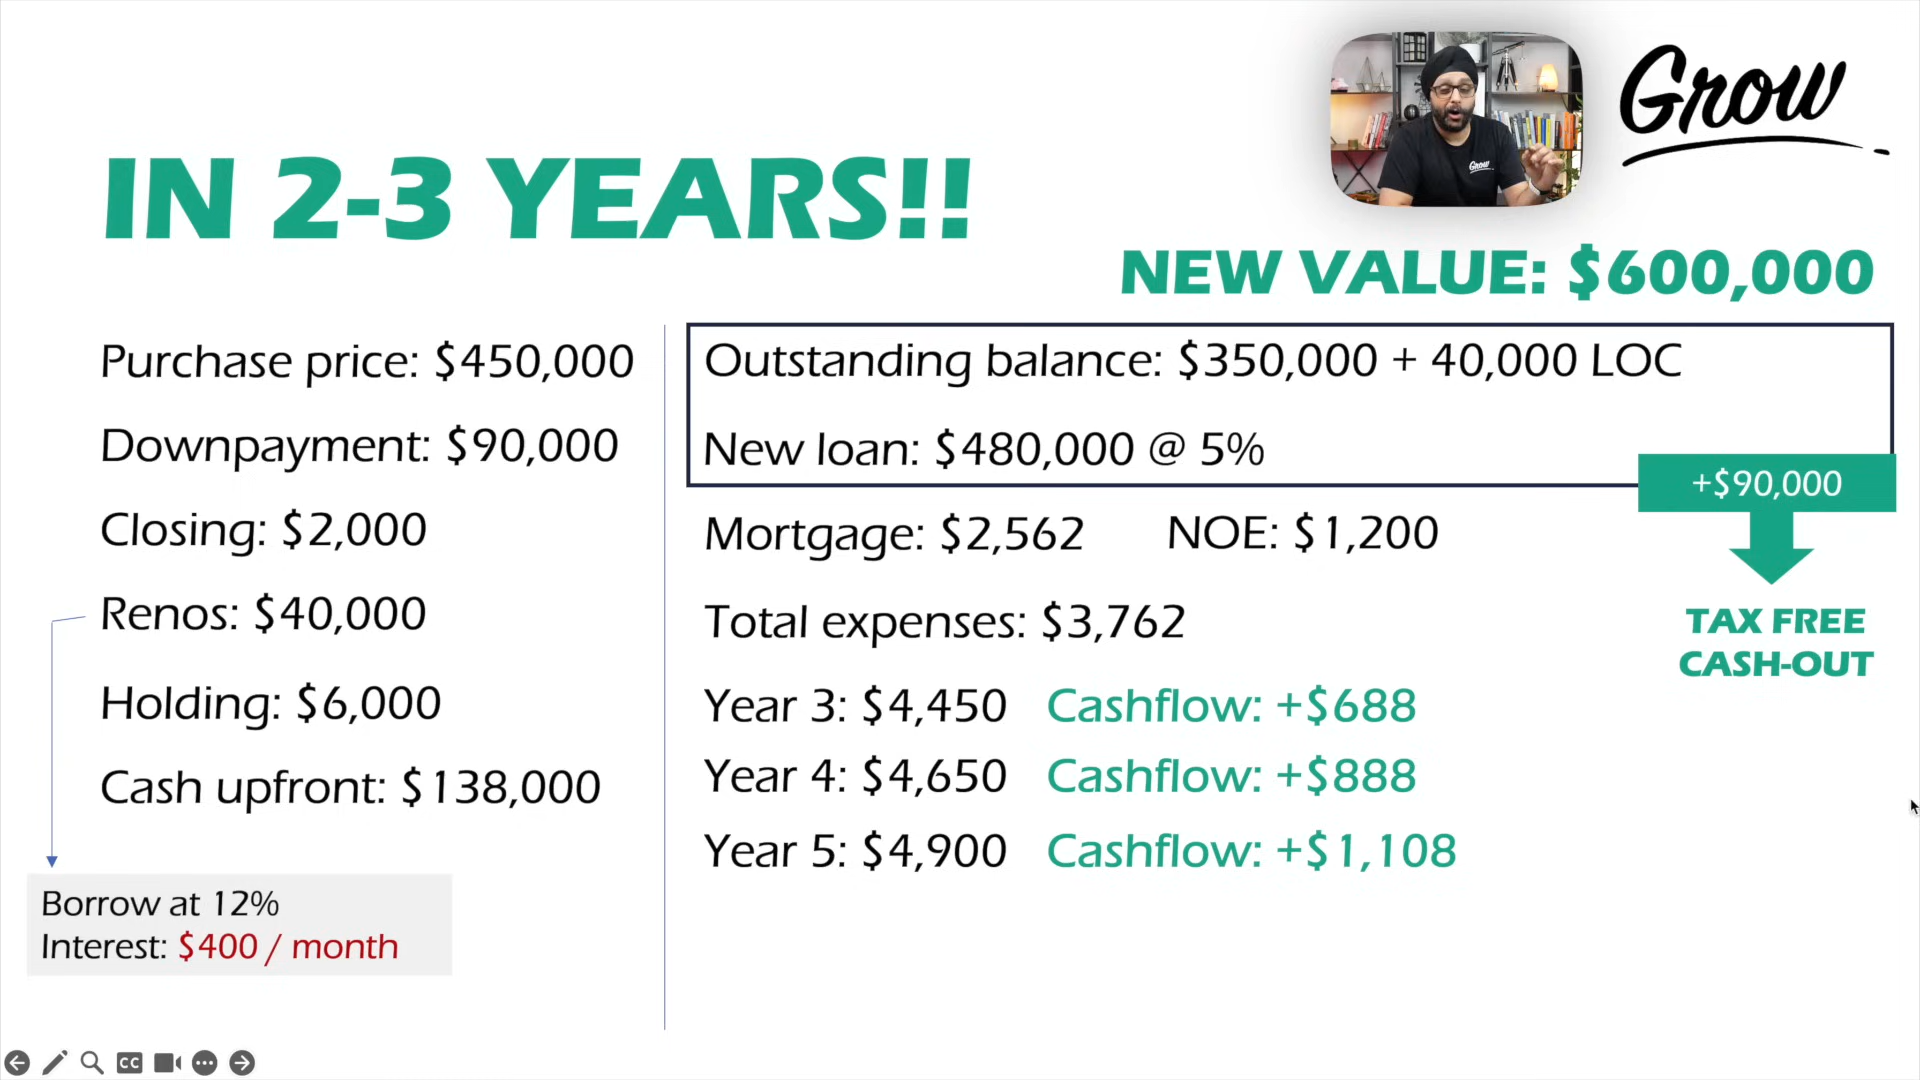 Grow
IN 2-3 YEARS!!
NEW VALUE: $600,000
Purchase price: $450,000
Downpayment: $90,000
Closing: $2,000
Renos: $40,000
Holding: $6,000
Cash upfront: $138,000
Borrow at 12%
Interest: $400 / month
Outstanding balance: $350,000 + 40,000 LOC
New loan: $480,000 @ 5%
+$90,000
TAX FREE
CASH-OUT
Mortgage: $2,562 NOE: $1,200
Total expenses: $3,762
Year 3: $4,450 Cashflow: +$688
Year 4: $4,650 Cashflow: +$888
Year 5: $4,900 Cashflow: +$1,108
Grow
CC